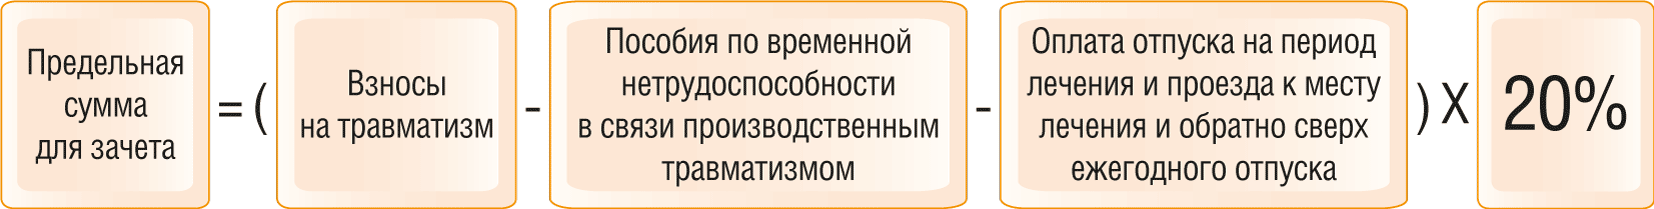 Предельная
сумма
для зачета
= (
Взносы
на травматизм
-
Пособия по временной
нетрудоспособности
в связи производственным
травматизмом
-
Оплата отпуска на период
лечения и проезда к месту
лечения и обратно сверх
ежегодного отпуска
) X
20%